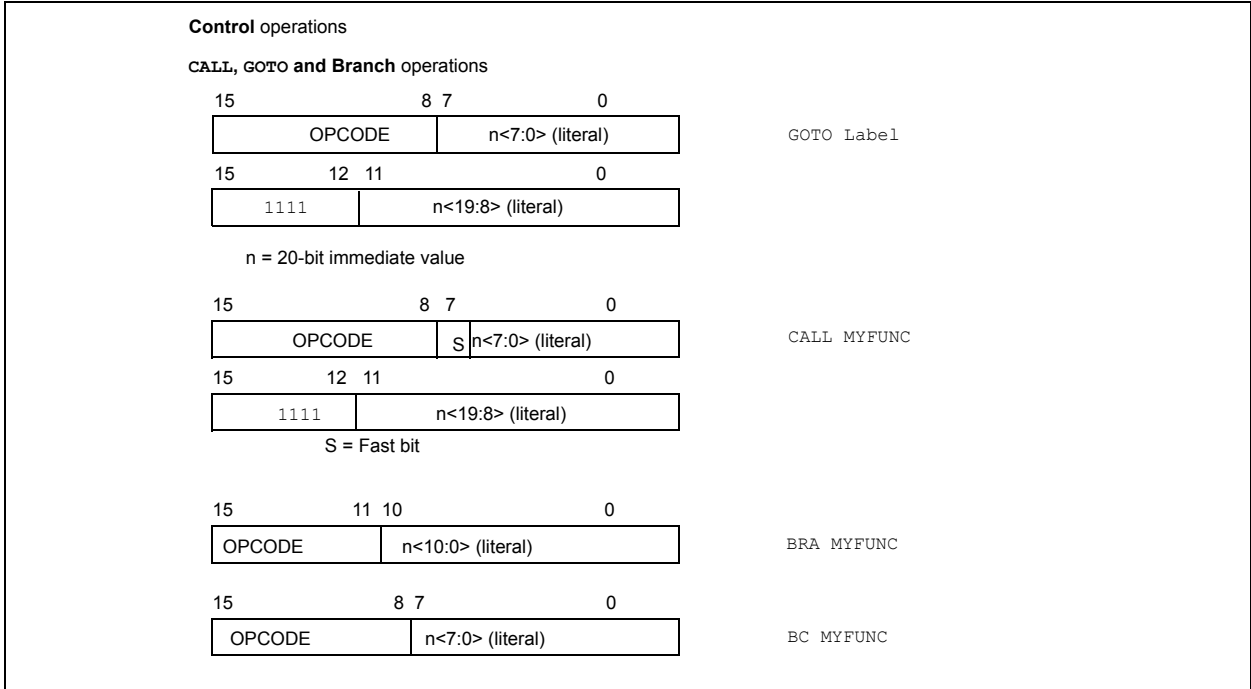 Control operations
CALL, GOTO and Branch operations
15 8 7 0
OPCODE n<7:0> (literal) GOTO Label
15 12 11 0
1111 n<19:8> (literal)
n = 20-bit immediate value
15 8 7 0
OPCODE S n<7:0> (literal) CALL MYFUNC
15 12 11 0
1111 n<19:8> (literal)
S = Fast bit
15 11 10 0
OPCODE n<10:0> (literal) BRA MYFUNC
15 8 7 0
OPCODE n<7:0> (literal) BC MYFUNC